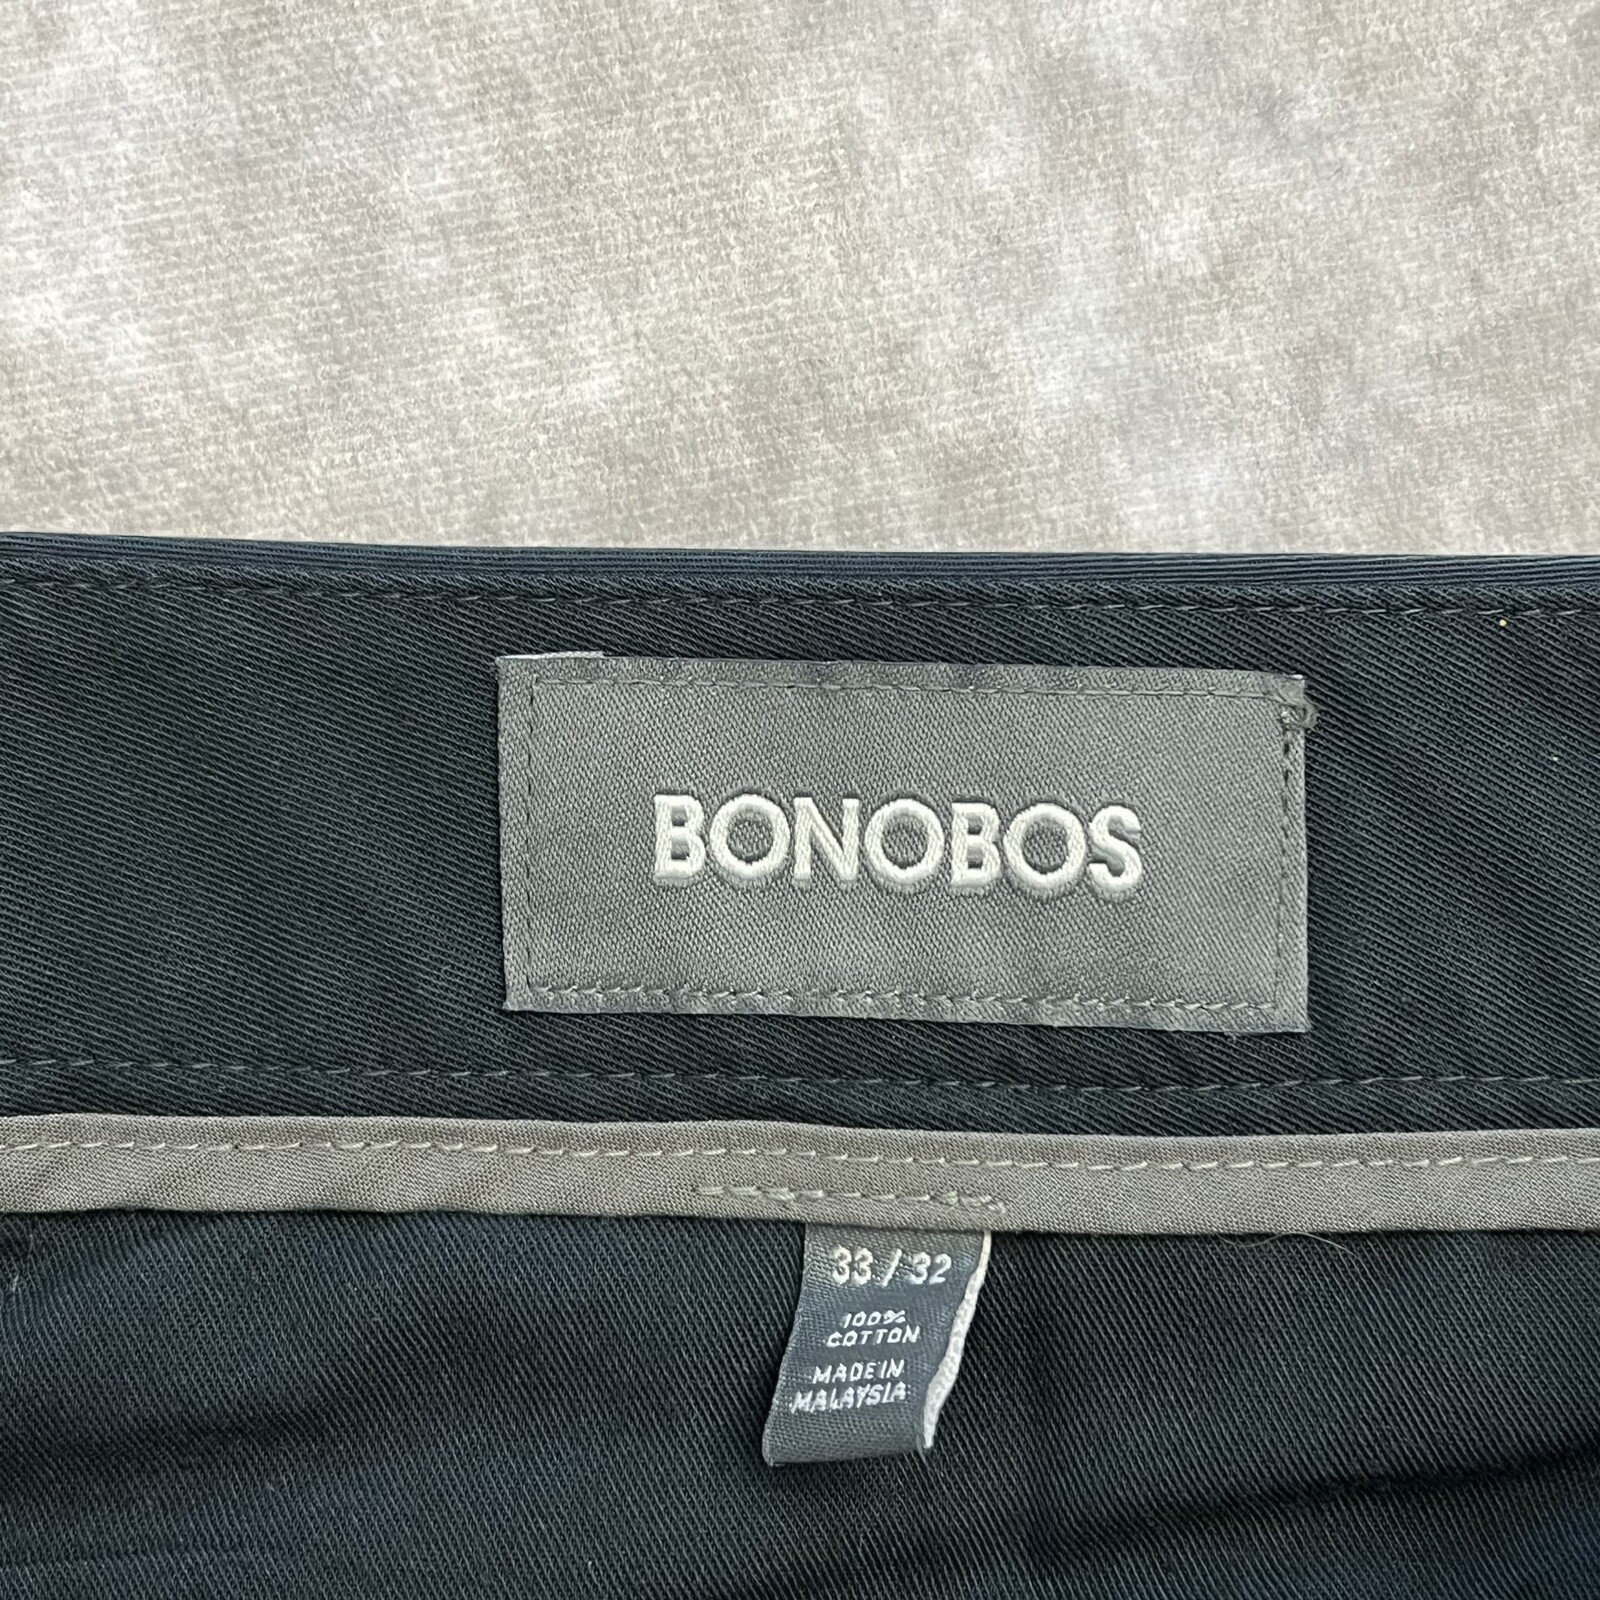 BONOBOS
33 / 32
100%
COTTON
MADE IN
MALAYSIA